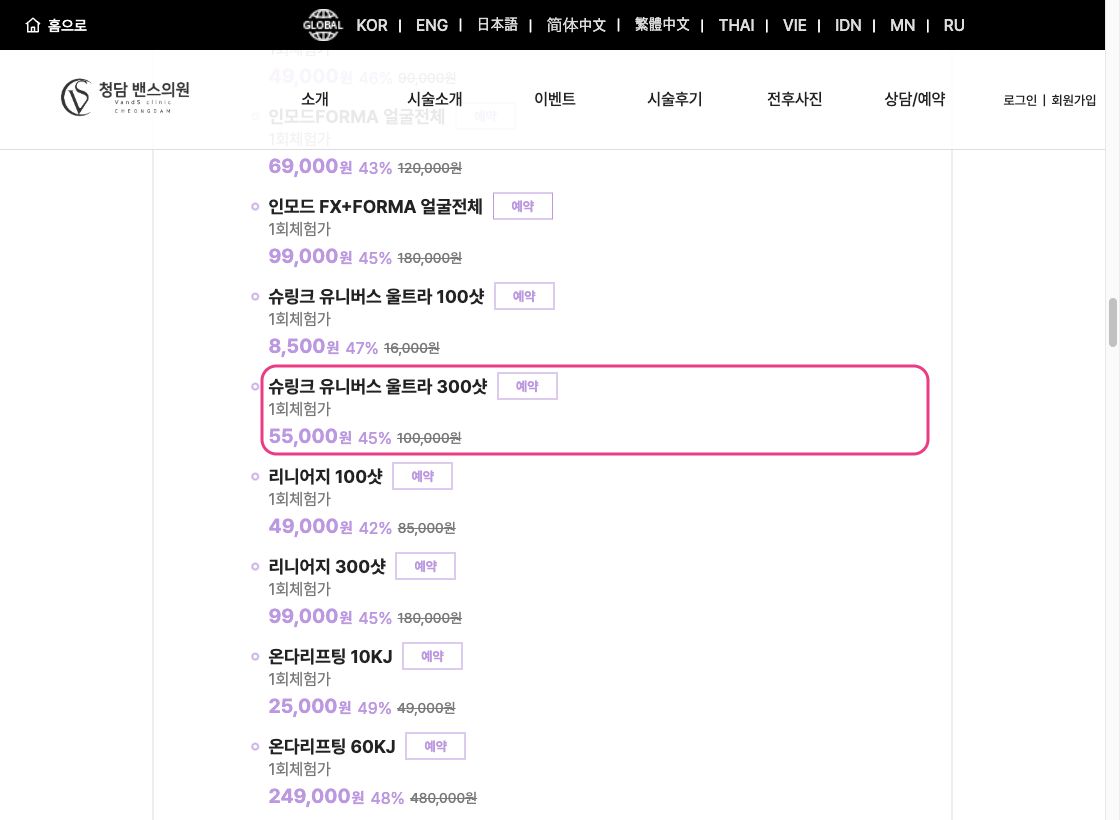 홈으로
GLOBAL KOR | ENG | 日本語 | 简体中文 | 繁體中文 | THAI | VIE | IDN | MN | RU
청담 밴스의원
VandS clinic
CHEONGDAM
소개 시술소개 이벤트 시술후기 전후사진 상담/예약 로그인 | 회원가입
1회체험가
49,000원 46% 90,000원
인모드FORMA 얼굴전체 예약
1회체험가
69,000원 43% 120,000원
인모드 FX+FORMA 얼굴전체 예약
1회체험가
99,000원 45% 180,000원
슈링크 유니버스 울트라 100샷 예약
1회체험가
8,500원 47% 16,000원
슈링크 유니버스 울트라 300샷 예약
1회체험가
55,000원 45% 100,000원
리니어지 100샷 예약
1회체험가
49,000원 42% 85,000원
리니어지 300샷 예약
1회체험가
99,000원 45% 180,000원
온다리프팅 10KJ 예약
1회체험가
25,000원 49% 49,000원
온다리프팅 60KJ 예약
1회체험가
249,000원 48% 480,000원